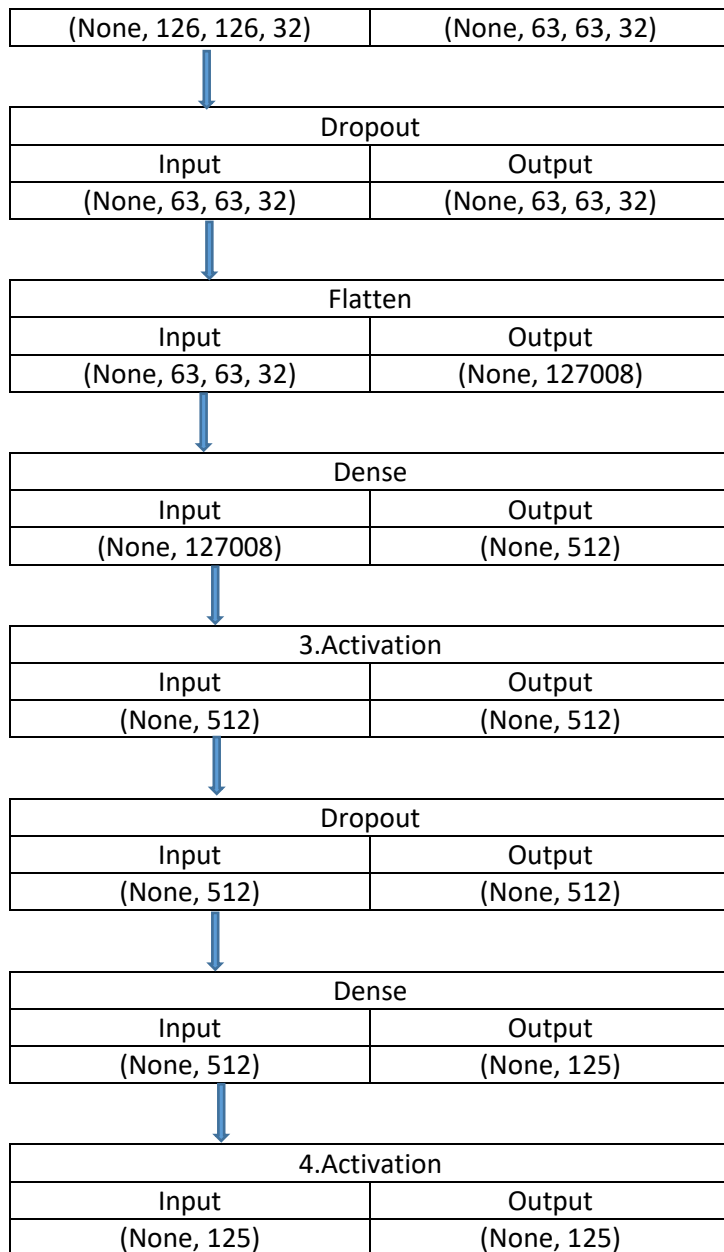 (None, 126, 126, 32) (None, 63, 63, 32)
Dropout
Input Output
(None, 63, 63, 32) (None, 63, 63, 32)
Flatten
Input Output
(None, 63, 63, 32) (None, 127008)
Dense
Input Output
(None, 127008) (None, 512)
3.Activation
Input Output
(None, 512) (None, 512)
Dropout
Input Output
(None, 512) (None, 512)
Dense
Input Output
(None, 512) (None, 125)
4.Activation
Input Output
(None, 125) (None, 125)